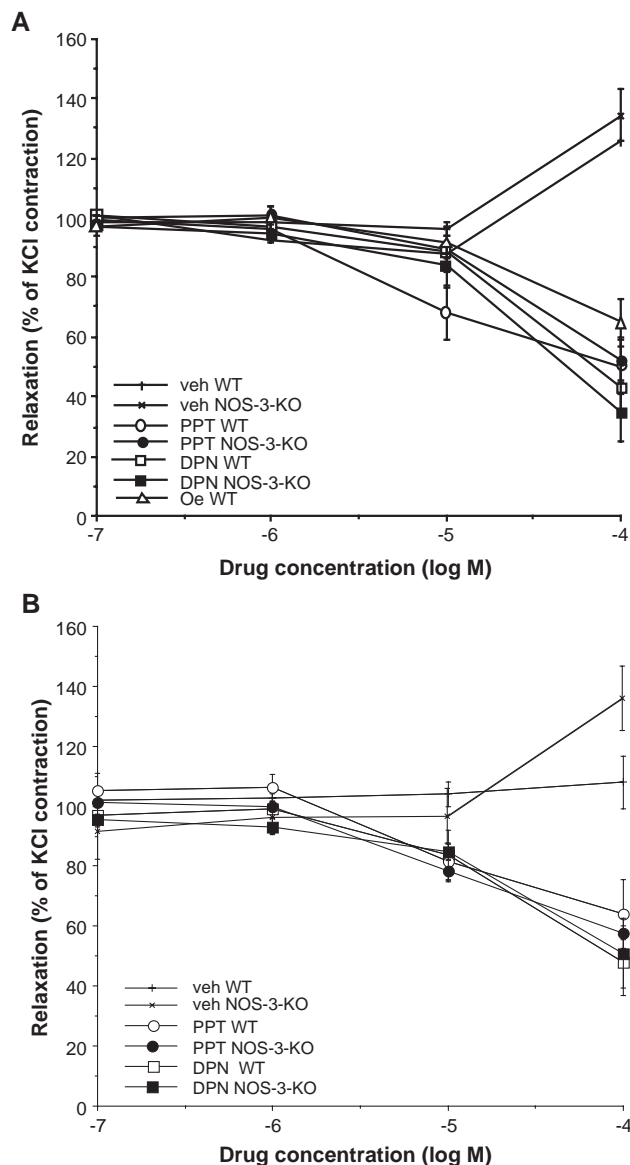 A
160
140
120
100
80
60
40
20
0
Relaxation (% of KCl contraction)
veh WT
veh NOS-3-KO
PPT WT
PPT NOS-3-KO
DPN WT
DPN NOS-3-KO
Oe WT
-7 -6 -5 -4
Drug concentration (log M)
B
160
140
120
100
80
60
40
20
0
Relaxation (% of KCl contraction)
veh WT
veh NOS-3-KO
PPT WT
PPT NOS-3-KO
DPN WT
DPN NOS-3-KO
-7 -6 -5 -4
Drug concentration (log M)